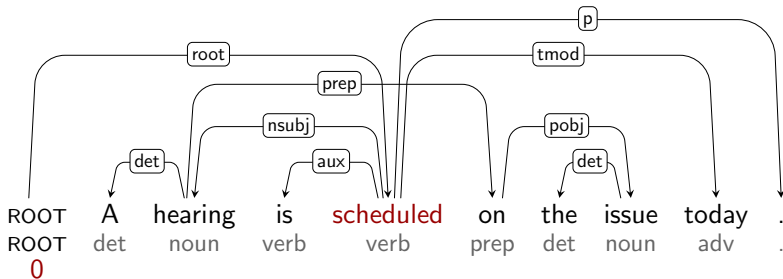 p
root
tmod
prep
nsubj
pobj
det
aux
det
ROOT A hearing is scheduled on the issue today .
ROOT det noun verb verb prep det noun adv .
0